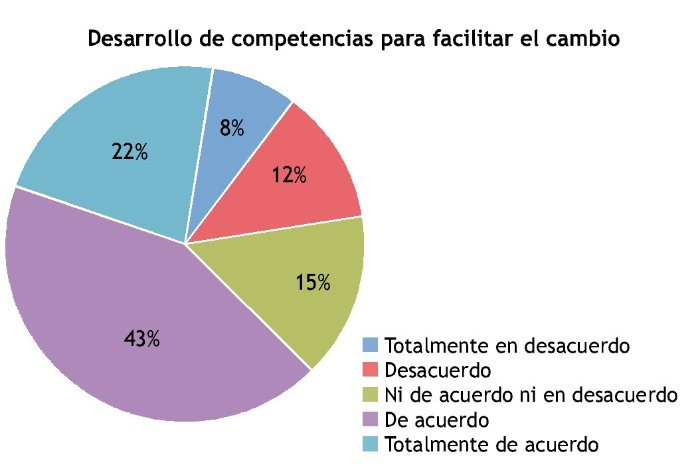 Desarrollo de competencias para facilitar el cambio
8%
22%
12%
15%
43%
Totalmente en desacuerdo
Desacuerdo
Ni de acuerdo ni en desacuerdo
De acuerdo
Totalmente de acuerdo